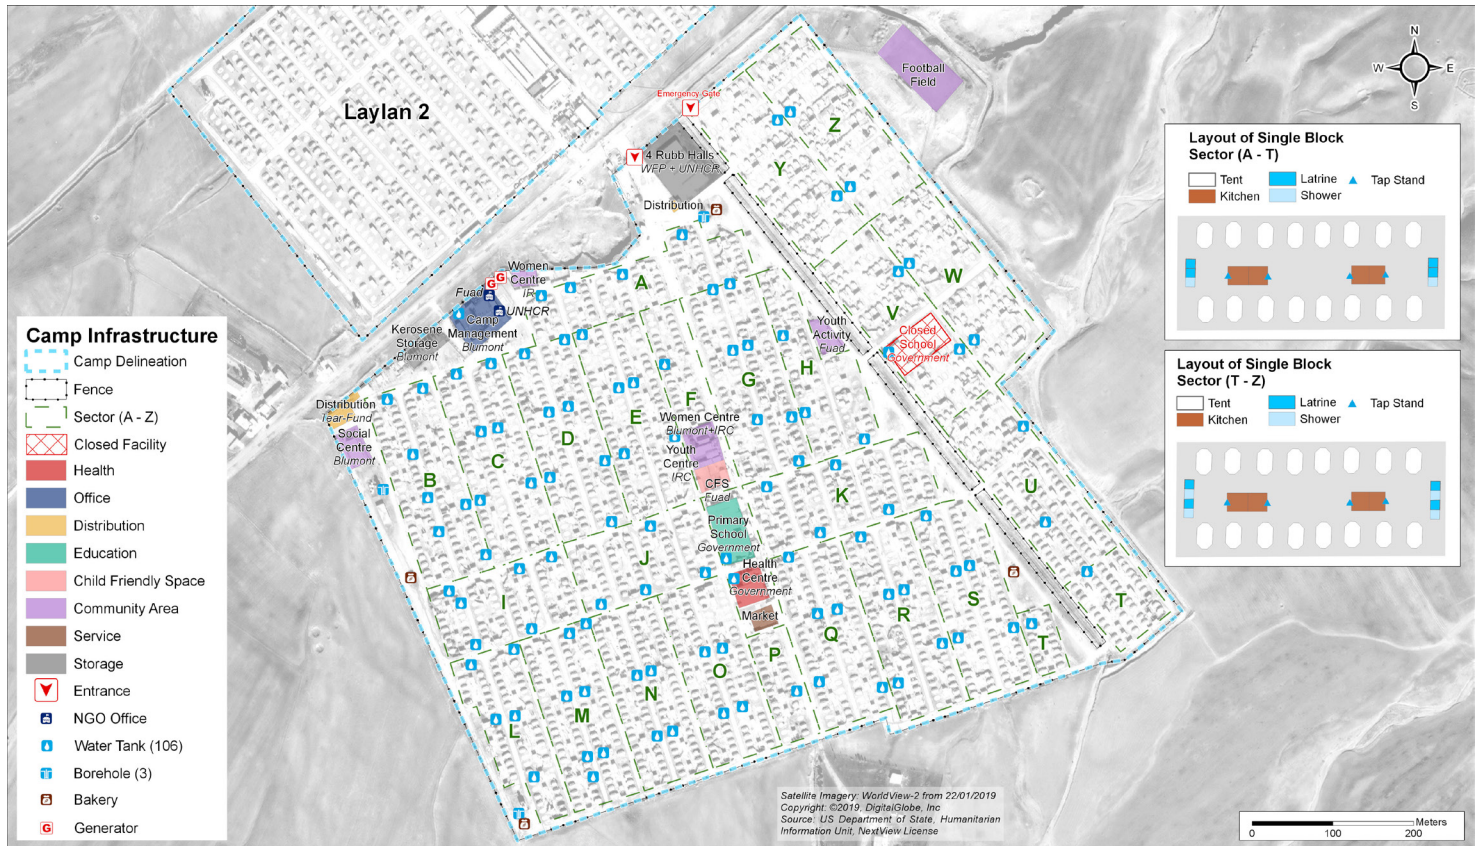 Laylan 2
Emergency Gate
Football
Field
4 Rubb Halls
WFP + UNHCR
Distribution
Women
Centre
IR
Fuad
UNHCR
Camp
Management
Blumont
Kerosene
Storage
Blumont
Distribution
Tear-Fund
Social
Centre
Blumont
Youth
Activity
Fuad
Closed
School
Government
Women Centre
Blumont+IRC
Youth
Centre
IRC
CFS
Fuad
Primary
School
Government
Health
Centre
Government
Market
Z
Y
W
V
A
H
G
F
E
D
C
B
K
U
J
I
S
R
Q
T
T
P
O
N
M
L
G
G
Camp Infrastructure
Camp Delineation
Fence
Sector (A - Z)
Closed Facility
Health
Office
Distribution
Education
Child Friendly Space
Community Area
Service
Storage
Entrance
NGO Office
Water Tank (106)
Borehole (3)
Bakery
G Generator
N
W E
S
Layout of Single Block
Sector (A - T)
Tent Latrine Tap Stand
Kitchen Shower
Layout of Single Block
Sector (T - Z)
Tent Latrine Tap Stand
Kitchen Shower
Satellite Imagery: WorldView-2 from 22/01/2019
Copyright: ©2019, DigitalGlobe, Inc
Source: US Department of State, Humanitarian
Information Unit, NextView License
Meters
0 100 200